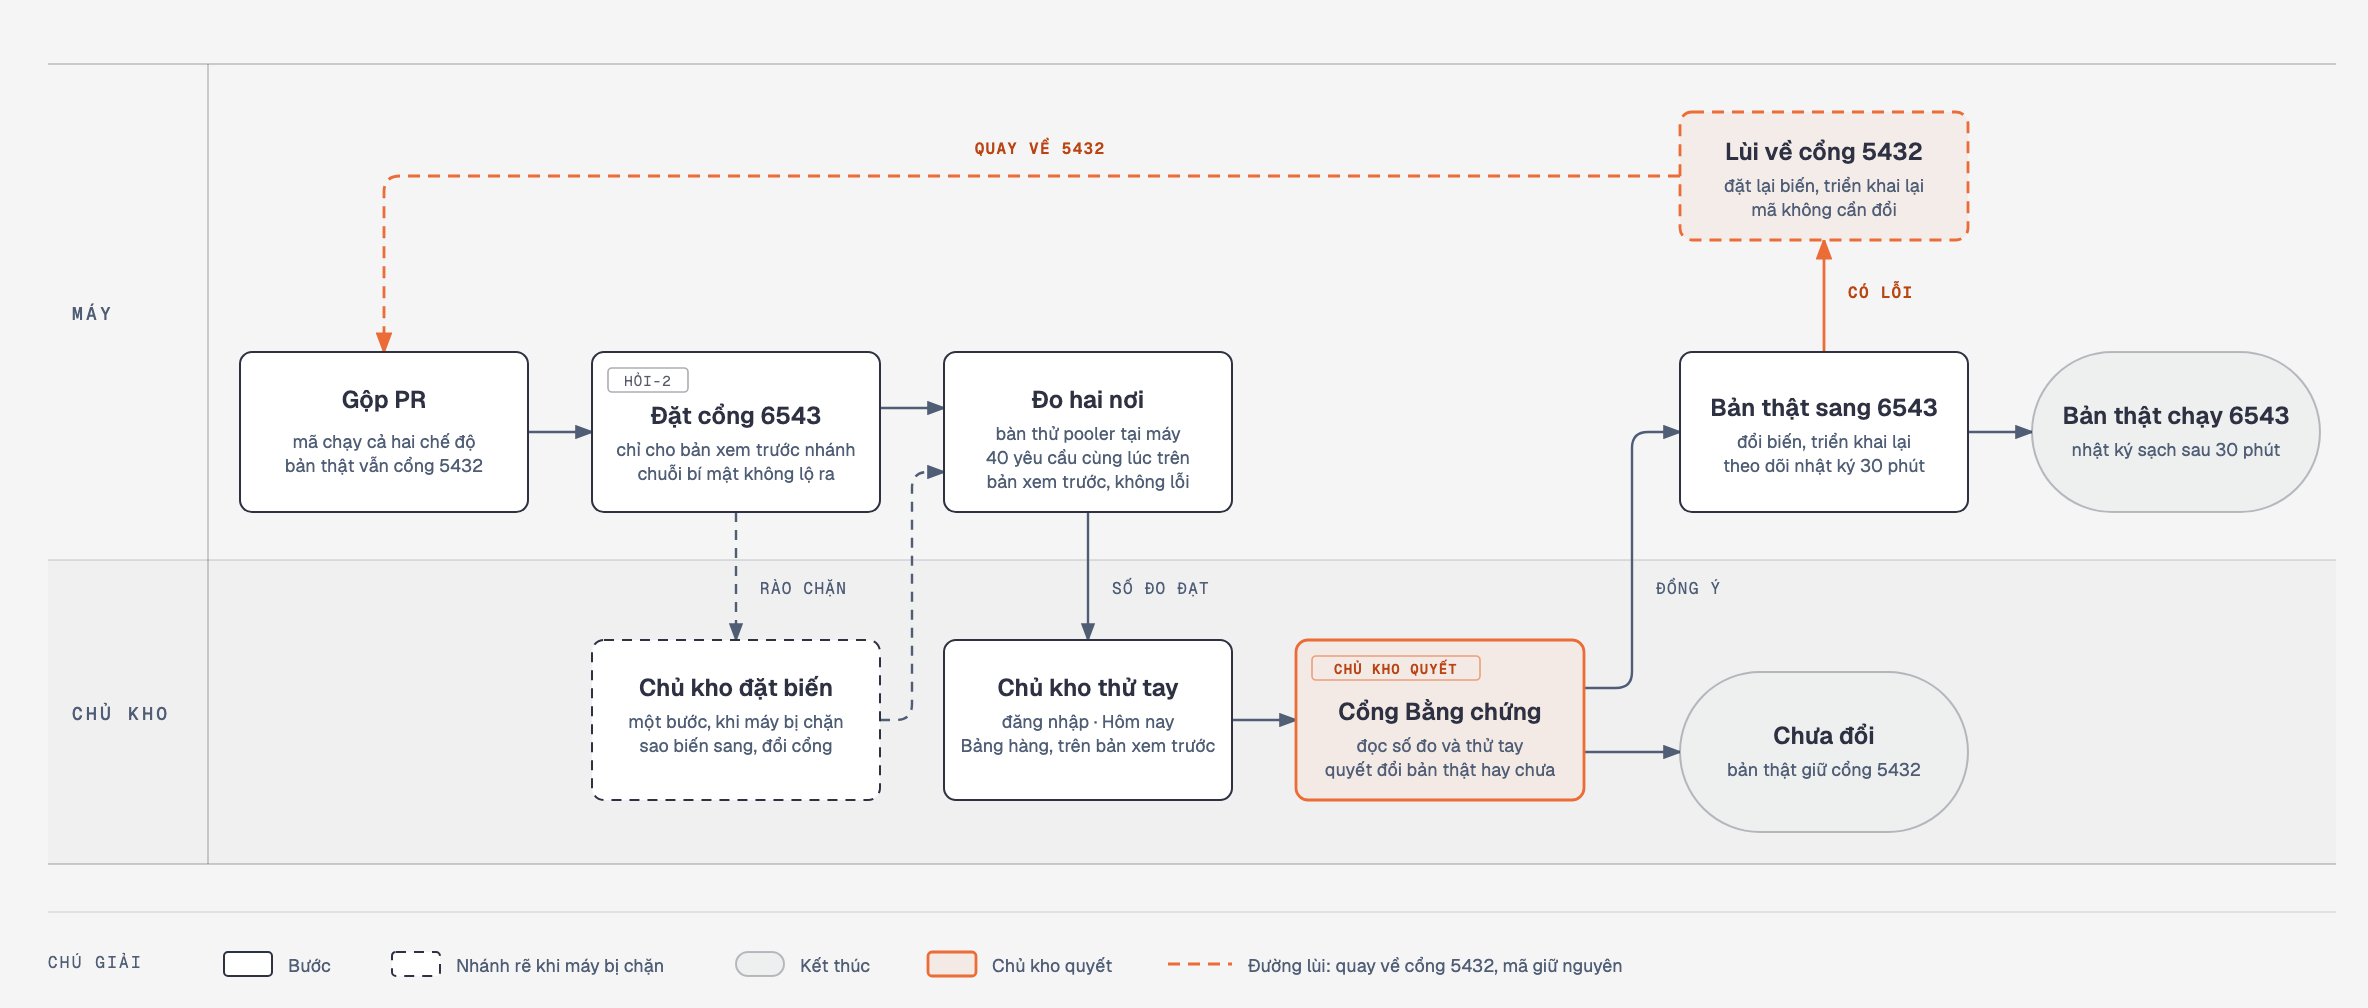 QUAY VỀ 5432
Lùi về cổng 5432
đặt lại biến, triển khai lại
mã không cần đổi
CÓ LỖI
MÁY
Gộp PR
mã chạy cả hai chế độ
bản thật vẫn cổng 5432
HỎI-2
Đặt cổng 6543
chỉ cho bản xem trước nhánh
chuỗi bí mật không lộ ra
Đo hai nơi
bàn thử pooler tại máy
40 yêu cầu cùng lúc trên
bản xem trước, không lỗi
Bản thật sang 6543
đổi biến, triển khai lại
theo dõi nhật ký 30 phút
Bản thật chạy 6543
nhật ký sạch sau 30 phút
RÀO CHẶN
SỐ ĐO ĐẠT
ĐỒNG Ý
CHỦ KHO
Chủ kho đặt biến
một bước, khi máy bị chặn
sao biến sang, đổi cổng
Chủ kho thử tay
đăng nhập · Hôm nay
Bảng hàng, trên bản xem trước
CHỦ KHO QUYẾT
Cổng Bằng chứng
đọc số đo và thử tay
quyết đổi bản thật hay chưa
Chưa đổi
bản thật giữ cổng 5432
CHÚ GIẢI
Bước
Nhánh rẽ khi máy bị chặn
Kết thúc
Chủ kho quyết
Đường lùi: quay về cổng 5432, mã giữ nguyên